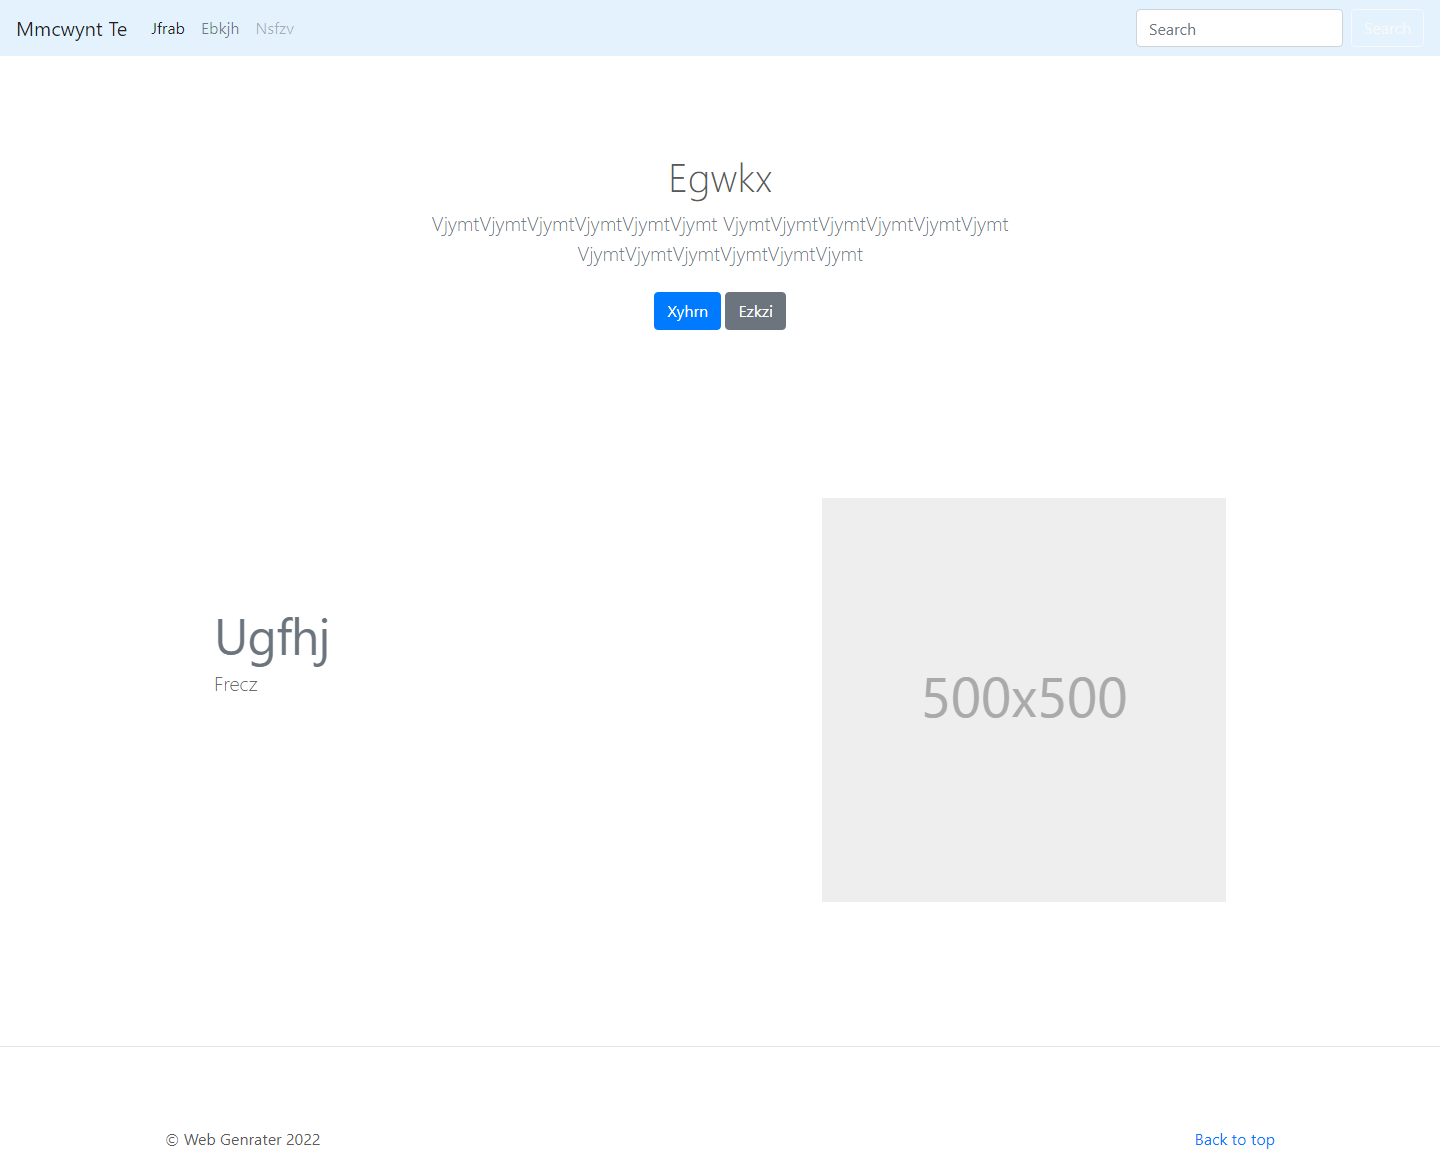 Mmcwynt Te Jfrab Ebkjh Nsfzv Search Search
Egwkx
VjymtVjymtVjymtVjymtVjymtVjymt VjymtVjymtVjymtVjymtVjymtVjymt
VjymtVjymtVjymtVjymtVjymtVjymt
Xyhrn Ezkzi
Ugfhj
Frecz
500x500
© Web Genrater 2022 Back to top